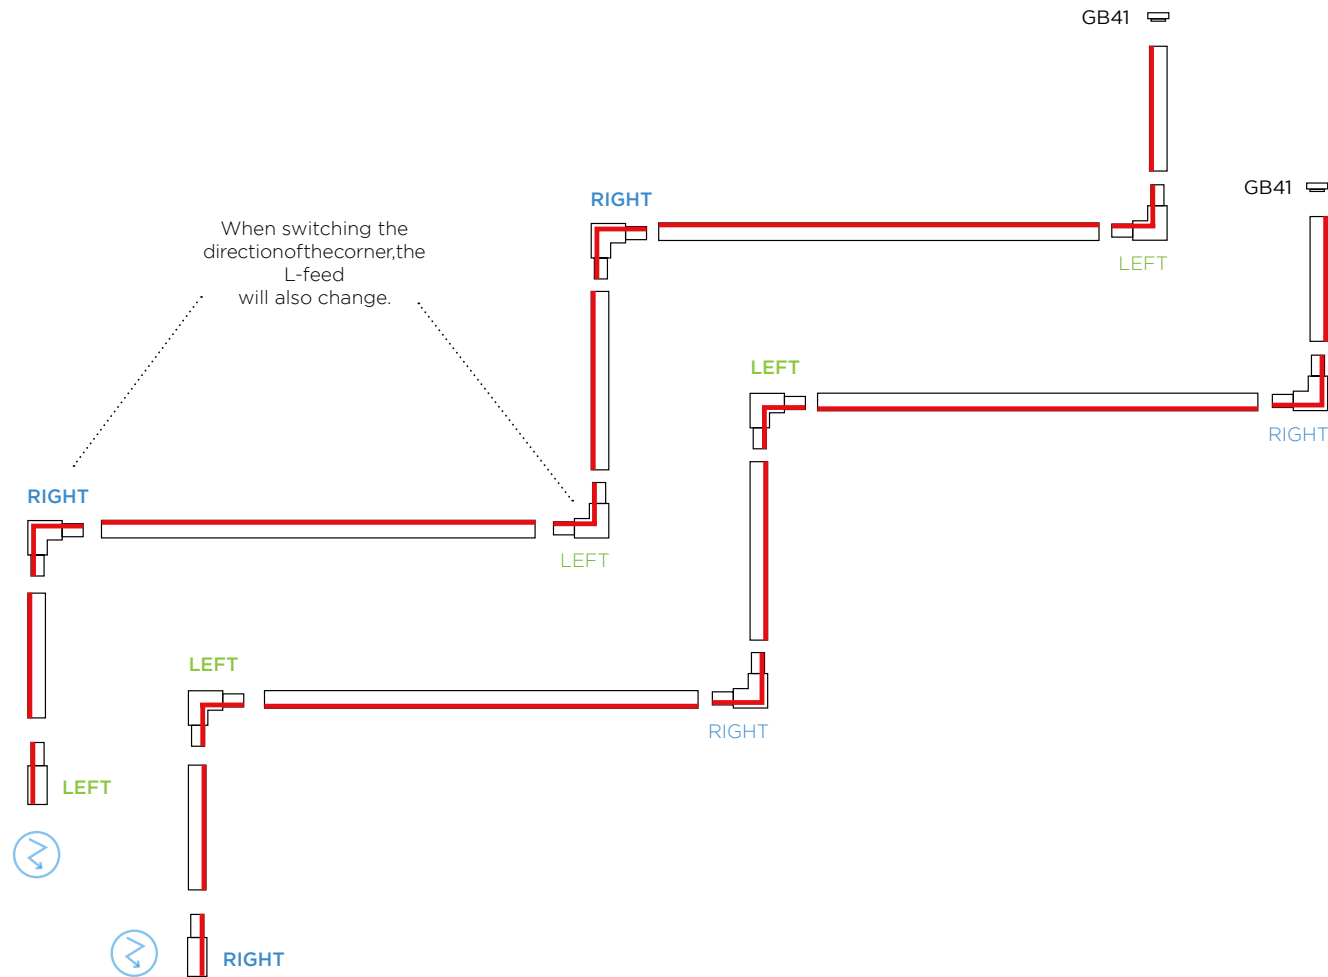 GB41
GB41
RIGHT
When switching the
directionofthecorner,the
L-feed
will also change.
LEFT
LEFT
RIGHT
RIGHT
LEFT
LEFT
RIGHT
LEFT
RIGHT